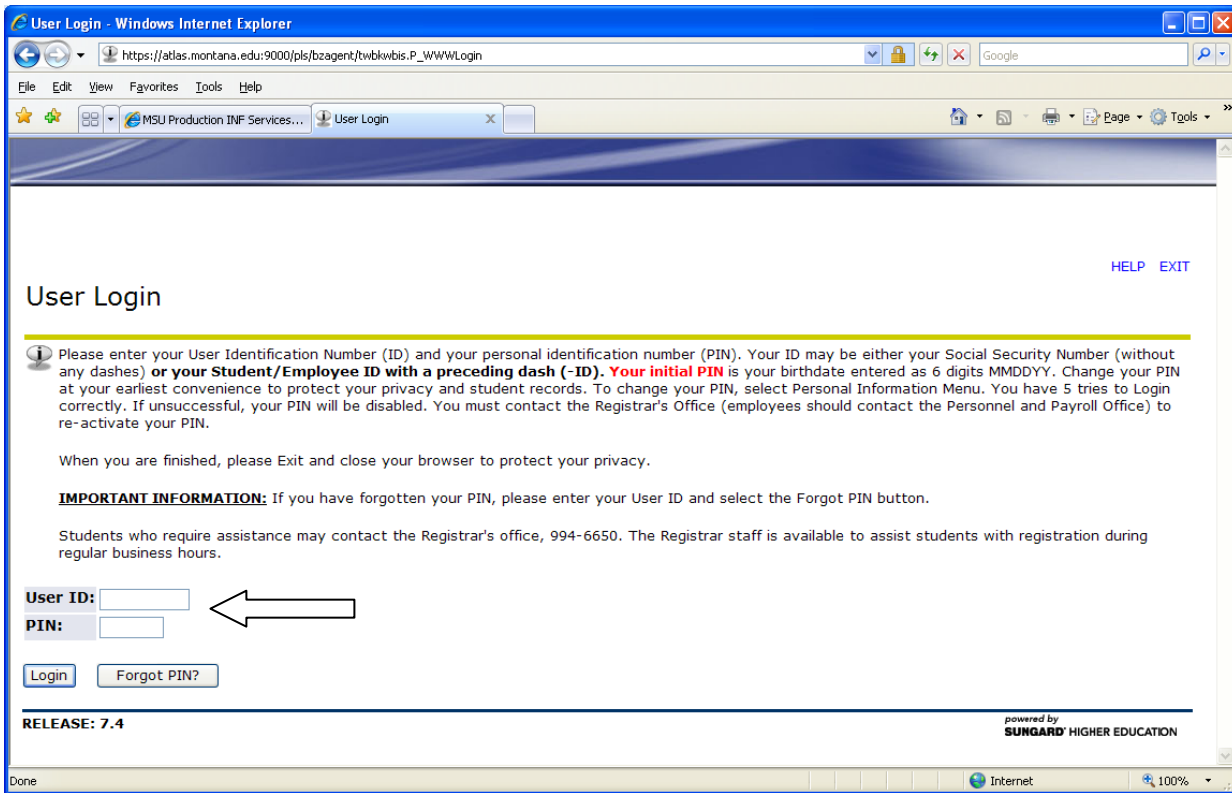 User Login - Windows Internet Explorer
https://atlas.montana.edu:9000/pls/bzagent/twbkwbis.P_WWWLogin
Google
File Edit View Favorites Tools Help
MSU Production INF Services... User Login X
Page Tools »
HELP EXIT
User Login
Please enter your User Identification Number (ID) and your personal identification number (PIN). Your ID may be either your Social Security Number (without
any dashes) or your Student/Employee ID with a preceding dash (-ID). Your initial PIN is your birthdate entered as 6 digits MMDDYY. Change your PIN
at your earliest convenience to protect your privacy and student records. To change your PIN, select Personal Information Menu. You have 5 tries to Login
correctly. If unsuccessful, your PIN will be disabled. You must contact the Registrar's Office (employees should contact the Personnel and Payroll Office) to
re-activate your PIN.
When you are finished, please Exit and close your browser to protect your privacy.
IMPORTANT INFORMATION: If you have forgotten your PIN, please enter your User ID and select the Forgot PIN button.
Students who require assistance may contact the Registrar's office, 994-6650. The Registrar staff is available to assist students with registration during
regular business hours.
User ID:
PIN:
Login Forgot PIN?
RELEASE: 7.4
powered by
SUNGARD' HIGHER EDUCATION
Done Internet 100%